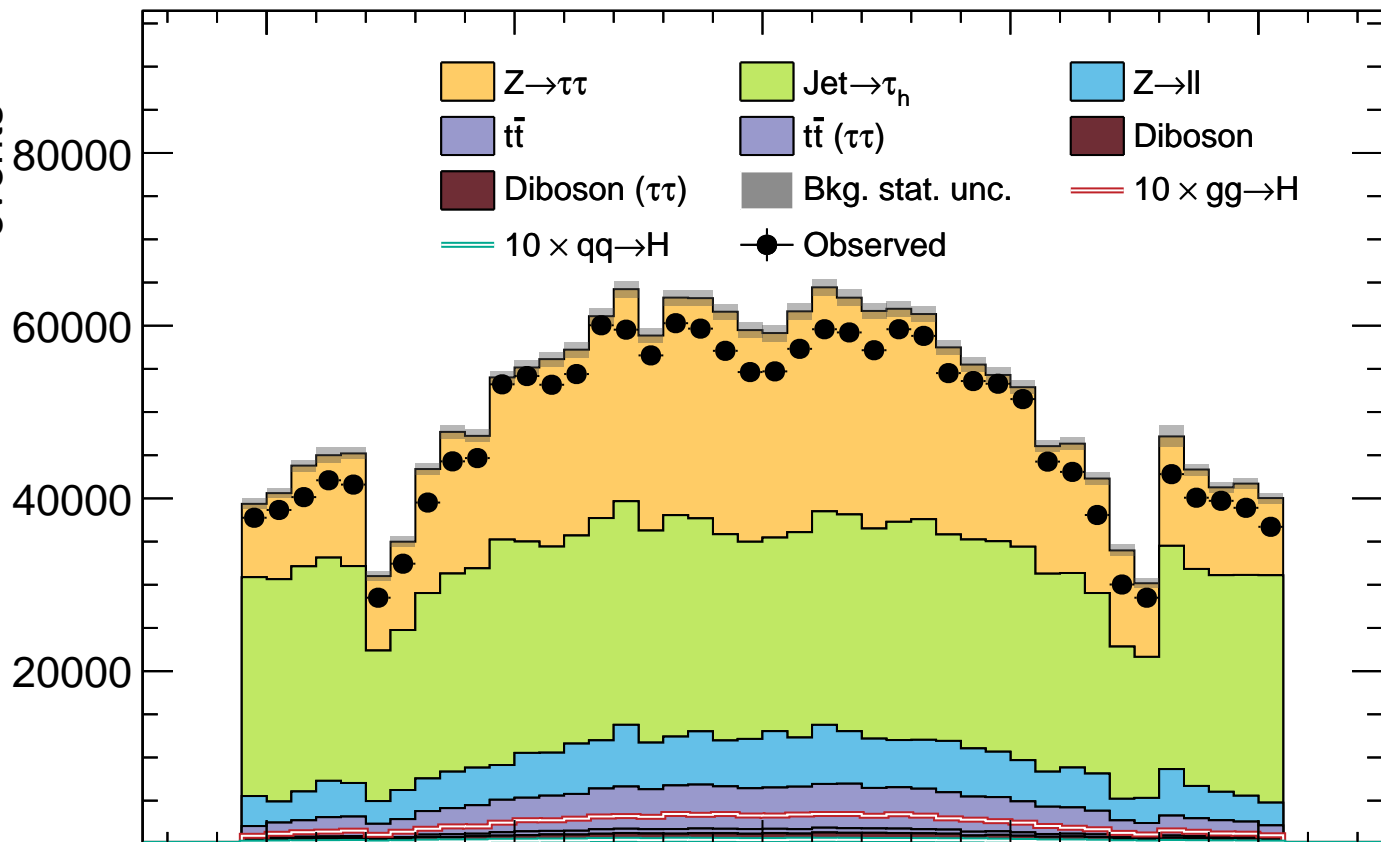 Z→ττ Jet→τh Z→ll
80000 tt̄ tt̄ (ττ) Diboson
Diboson (ττ) Bkg. stat. unc. 10 × gg→H
10 × qq→H Observed
60000
40000
20000